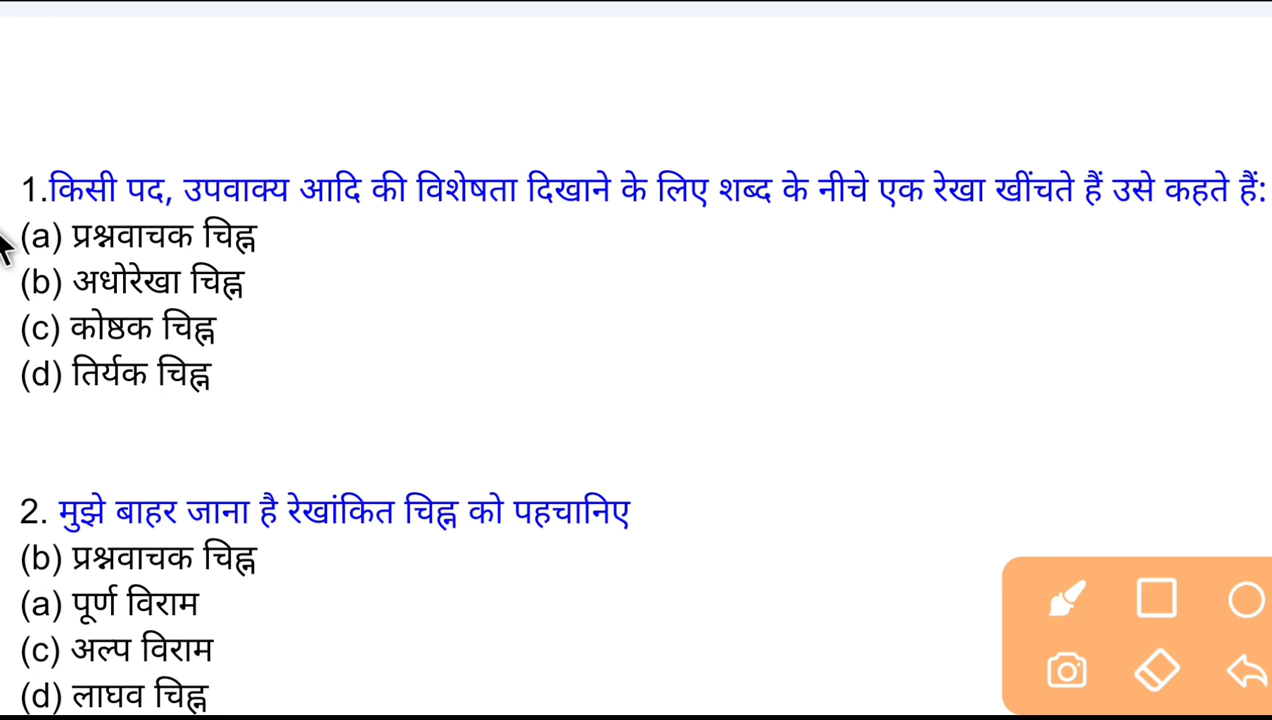 1.किसी पद, उपवाक्य आदि की विशेषता दिखाने के लिए शब्द के नीचे एक रेखा खींचते हैं उसे कहते हैं:
(a) प्रश्नवाचक चिह्न
(b) अधोरेखा चिह्न
(c) कोष्ठक चिह्न
(d) तिर्यक चिह्न
2. मुझे बाहर जाना है रेखांकित चिह्न को पहचानिए
(b) प्रश्नवाचक चिह्न
(a) पूर्ण विराम
(c) अल्प विराम
(d) लाघव चिह्न